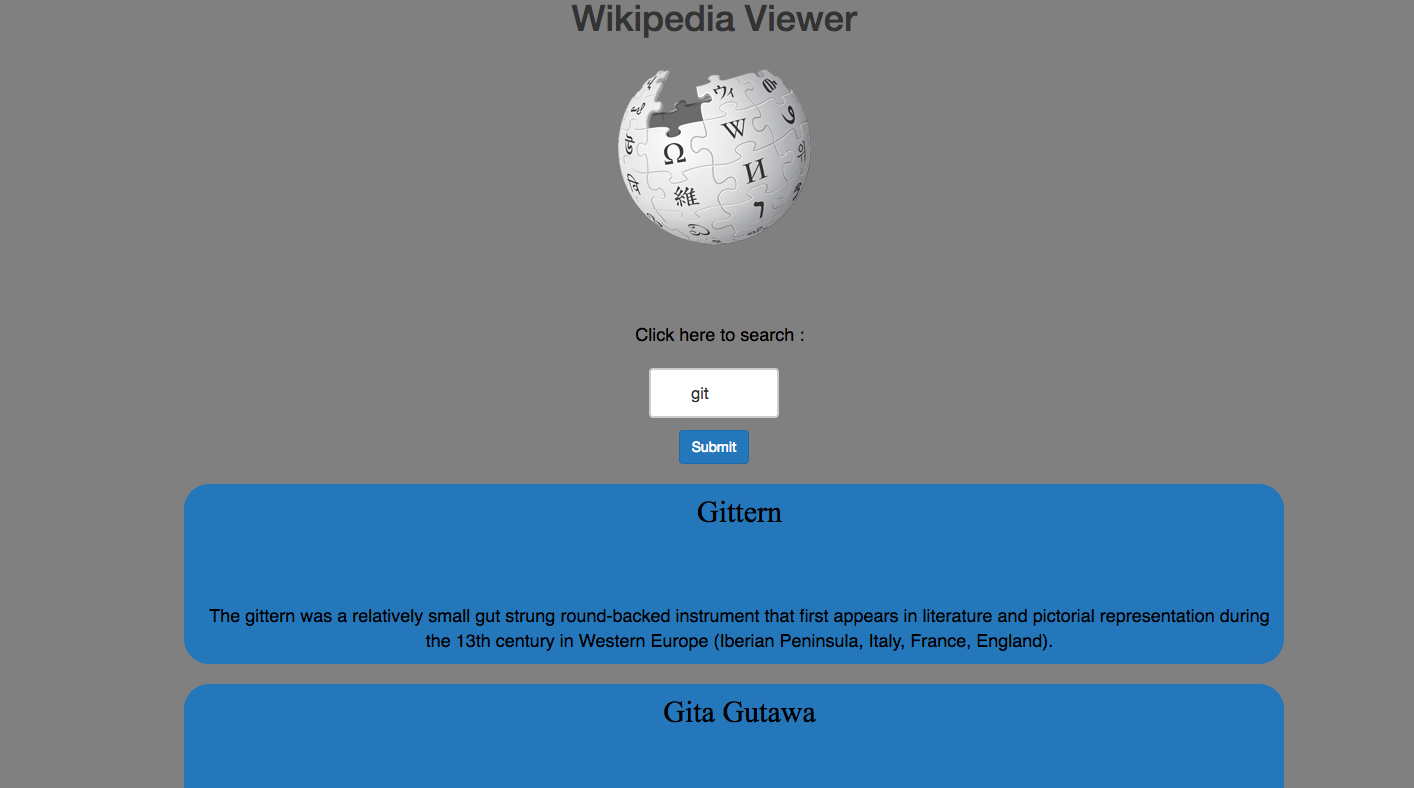 Wikipedia Viewer
ウィ
W
Ω
И
維
Click here to search :
git
Submit
Gittern
The gittern was a relatively small gut strung round-backed instrument that first appears in literature and pictorial representation during
the 13th century in Western Europe (Iberian Peninsula, Italy, France, England).
Gita Gutawa